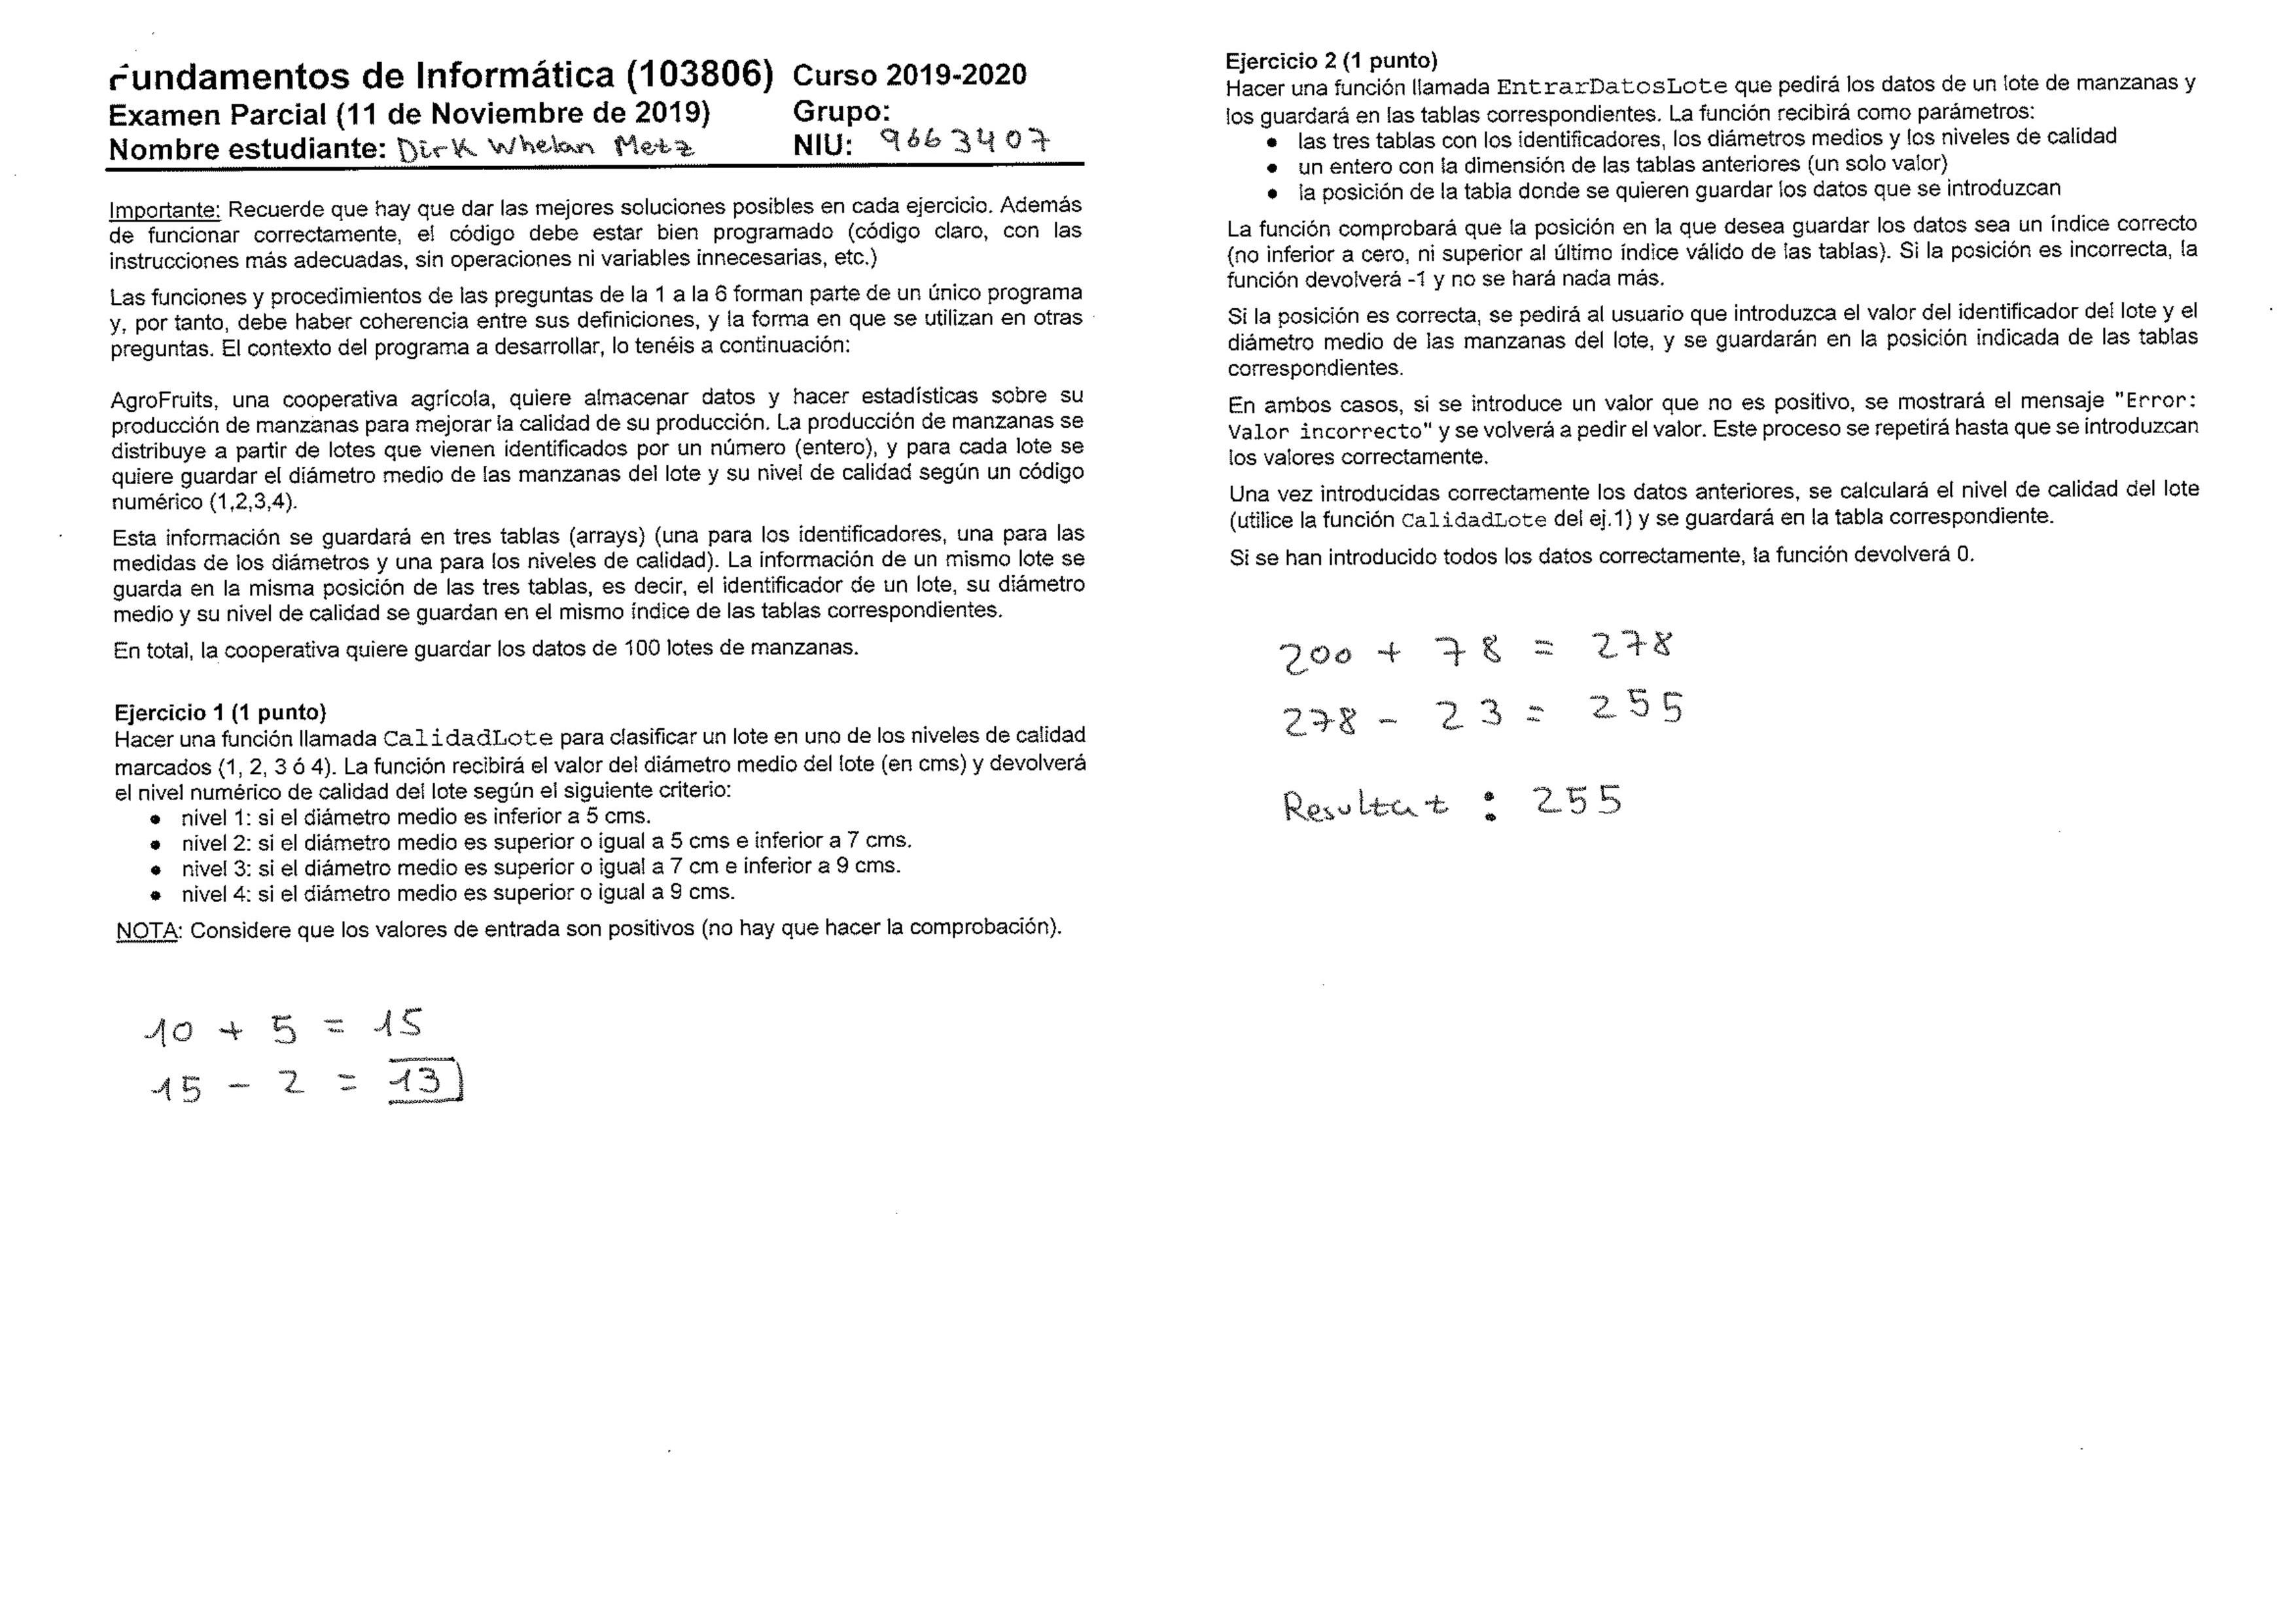 Fundamentos de Informática (103806) Curso 2019-2020
Examen Parcial (11 de Noviembre de 2019) Grupo:
Nombre estudiante: Dirk Whelan Metz NIU: 9663407
Importante: Recuerde que hay que dar las mejores soluciones posibles en cada ejercicio. Además
de funcionar correctamente, el código debe estar bien programado (código claro, con las
instrucciones más adecuadas, sin operaciones ni variables innecesarias, etc.)
Las funciones y procedimientos de las preguntas de la 1 a la 6 forman parte de un único programa
y, por tanto, debe haber coherencia entre sus definiciones, y la forma en que se utilizan en otras
preguntas. El contexto del programa a desarrollar, lo tenéis a continuación:
AgroFruits, una cooperativa agrícola, quiere almacenar datos y hacer estadísticas sobre su
producción de manzanas para mejorar la calidad de su producción. La producción de manzanas se
distribuye a partir de lotes que vienen identificados por un número (entero), y para cada lote se
quiere guardar el diámetro medio de las manzanas del lote y su nivel de calidad según un código
numérico (1,2,3,4).
Esta información se guardará en tres tablas (arrays) (una para los identificadores, una para las
medidas de los diámetros y una para los niveles de calidad). La información de un mismo lote se
guarda en la misma posición de las tres tablas, es decir, el identificador de un lote, su diámetro
medio y su nivel de calidad se guardan en el mismo índice de las tablas correspondientes.
En total, la cooperativa quiere guardar los datos de 100 lotes de manzanas.
Ejercicio 1 (1 punto)
Hacer una función llamada CalidadLote para clasificar un lote en uno de los niveles de calidad
marcados (1, 2, 3 ó 4). La función recibirá el valor del diámetro medio del lote (en cms) y devolverá
el nivel numérico de calidad del lote según el siguiente criterio:
• nivel 1: si el diámetro medio es inferior a 5 cms.
• nivel 2: si el diámetro medio es superior o igual a 5 cms e inferior a 7 cms.
• nivel 3: si el diámetro medio es superior o igual a 7 cm e inferior a 9 cms.
• nivel 4: si el diámetro medio es superior o igual a 9 cms.
NOTA: Considere que los valores de entrada son positivos (no hay que hacer la comprobación).
10 + 5 = 15
15 - 2 = 13
Ejercicio 2 (1 punto)
Hacer una función llamada EntrarDatosLote que pedirá los datos de un lote de manzanas y
los guardará en las tablas correspondientes. La función recibirá como parámetros:
• las tres tablas con los identificadores, los diámetros medios y los niveles de calidad
• un entero con la dimensión de las tablas anteriores (un solo valor)
• la posición de la tabla donde se quieren guardar los datos que se introduzcan
La función comprobará que la posición en la que desea guardar los datos sea un índice correcto
(no inferior a cero, ni superior al último índice válido de las tablas). Si la posición es incorrecta, la
función devolverá -1 y no se hará nada más.
Si la posición es correcta, se pedirá al usuario que introduzca el valor del identificador del lote y el
diámetro medio de las manzanas del lote, y se guardarán en la posición indicada de las tablas
correspondientes.
En ambos casos, si se introduce un valor que no es positivo, se mostrará el mensaje "Error:
Valor incorrecto" y se volverá a pedir el valor. Este proceso se repetirá hasta que se introduzcan
los valores correctamente.
Una vez introducidas correctamente los datos anteriores, se calculará el nivel de calidad del lote
(utilice la función CalidadLote del ej.1) y se guardará en la tabla correspondiente.
Si se han introducido todos los datos correctamente, la función devolverá 0.
200 + 78 = 278
278 - 23 = 255
Resultat : 255